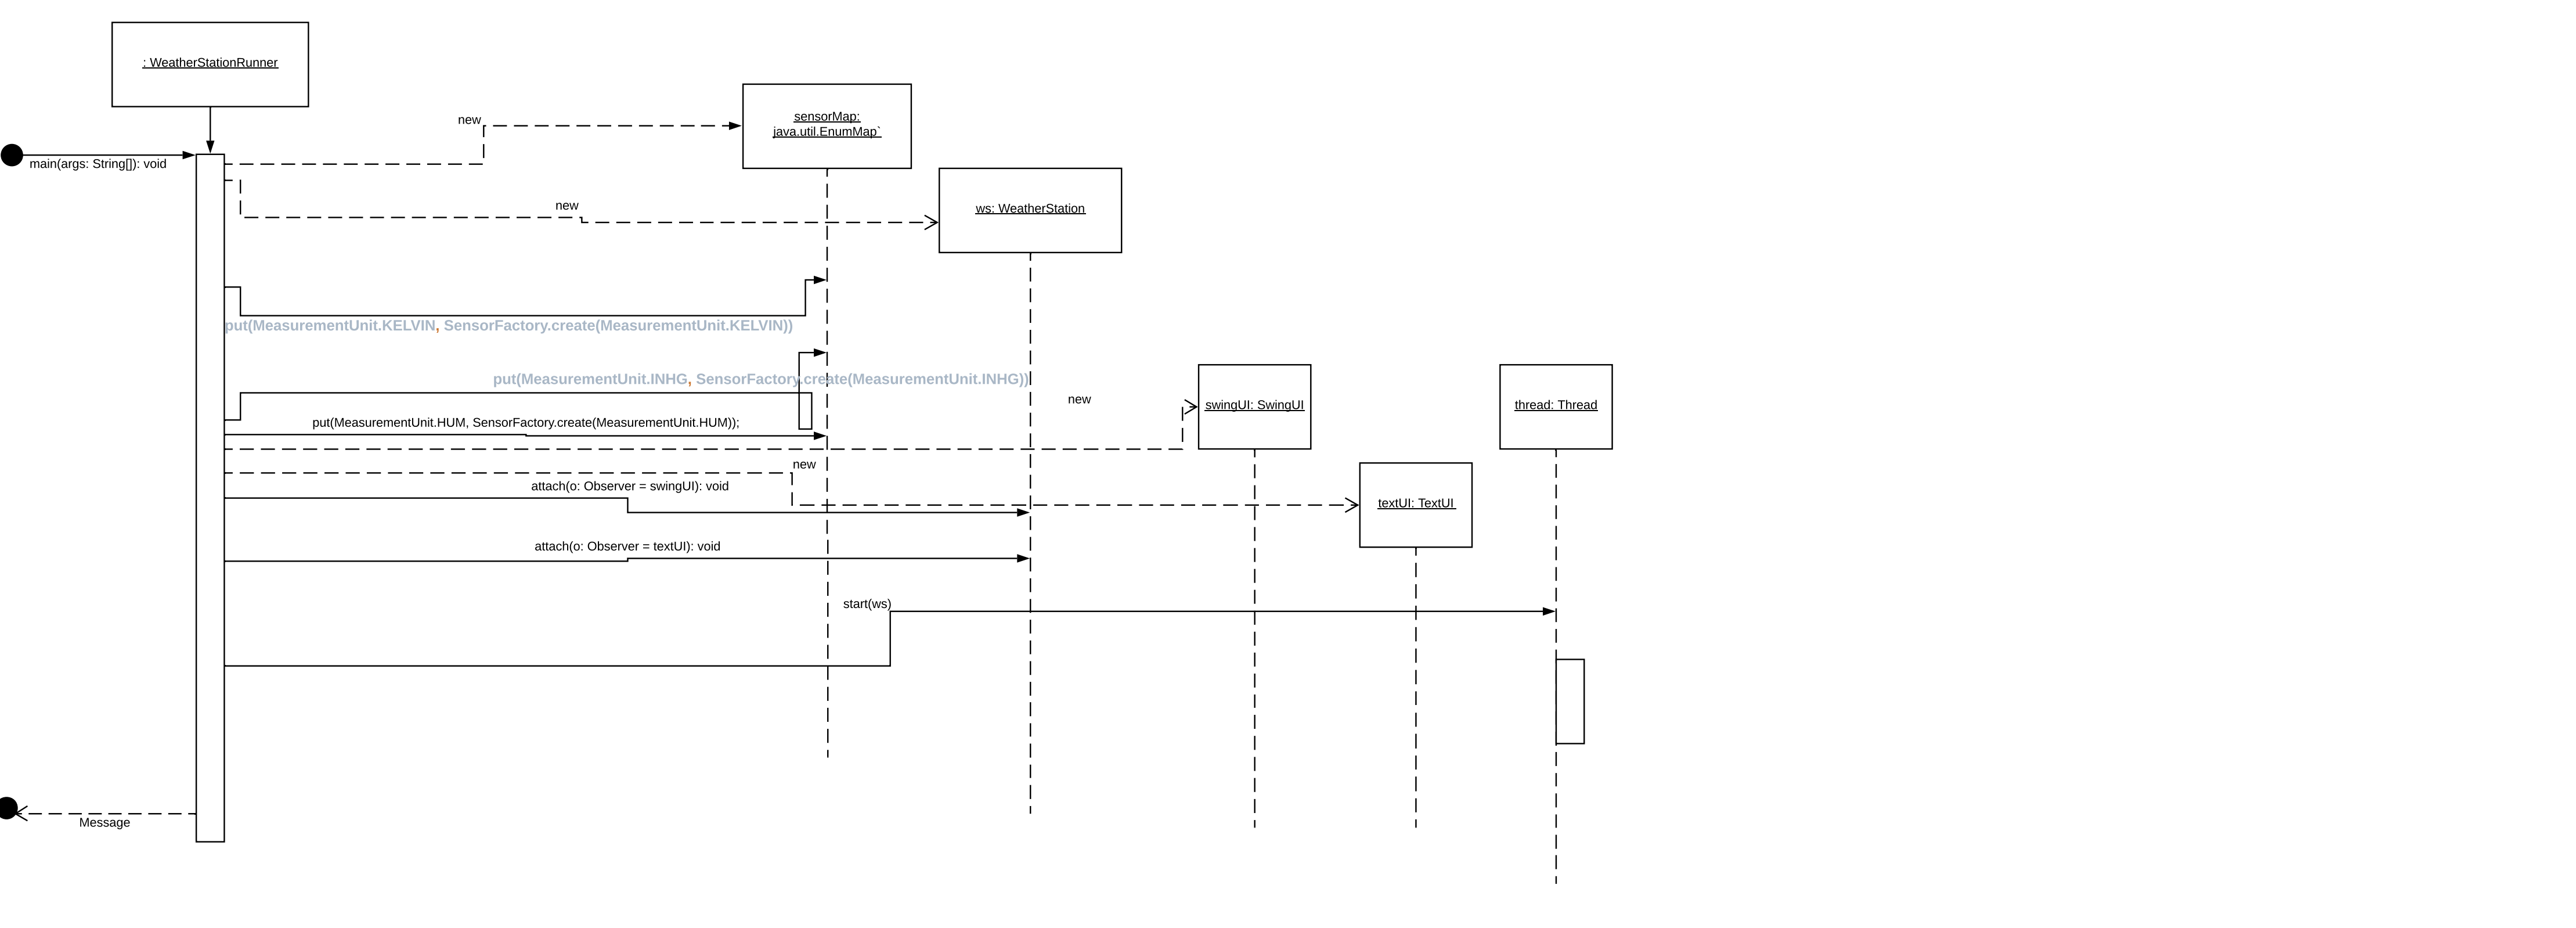 : WeatherStationRunner
sensorMap:
java.util.EnumMap`
new
main(args: String[]): void
new
ws: WeatherStation
put(MeasurementUnit.KELVIN, SensorFactory.create(MeasurementUnit.KELVIN))
put(MeasurementUnit.INHG, SensorFactory.create(MeasurementUnit.INHG))
new
swingUI: SwingUI
thread: Thread
put(MeasurementUnit.HUM, SensorFactory.create(MeasurementUnit.HUM));
new
attach(o: Observer = swingUI): void
textUI: TextUI
attach(o: Observer = textUI): void
start(ws)
Message